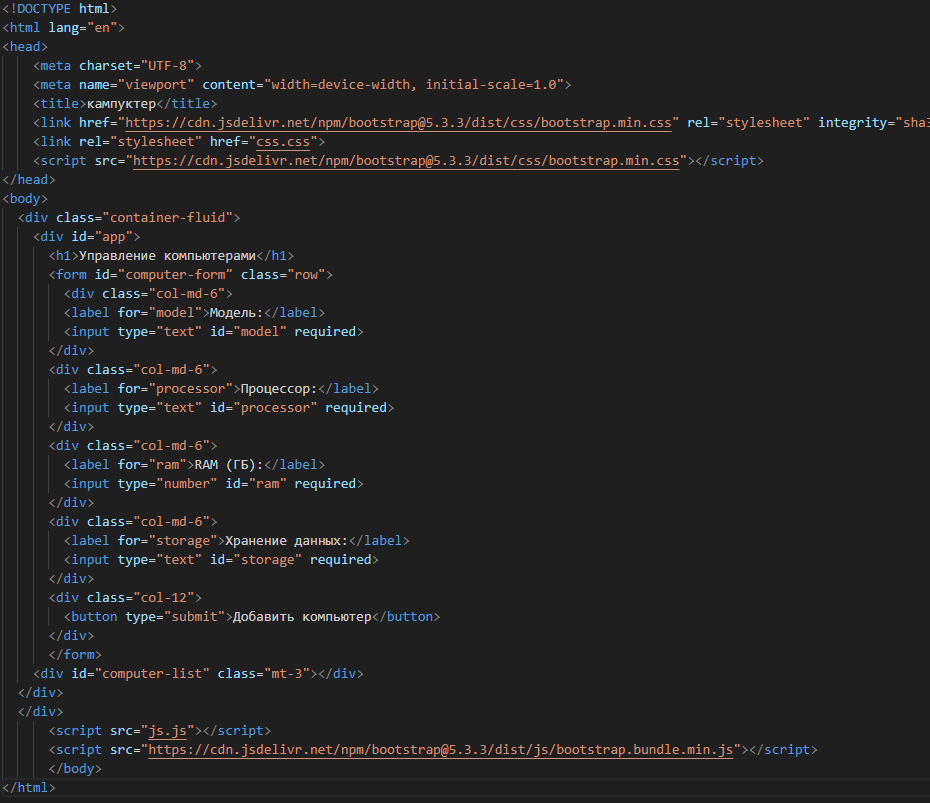 <!DOCTYPE html>
<html lang="en">
<head>
    <meta charset="UTF-8">
    <meta name="viewport" content="width=device-width, initial-scale=1.0">
    <title>кампуктер</title>
    <link href="https://cdn.jsdelivr.net/npm/bootstrap@5.3.3/dist/css/bootstrap.min.css" rel="stylesheet" integrity="sha3
    <link rel="stylesheet" href="css.css">
    <script src="https://cdn.jsdelivr.net/npm/bootstrap@5.3.3/dist/css/bootstrap.min.css"></script>
</head>
<body>
  <div class="container-fluid">
    <div id="app">
      <h1>Управление компьютерами</h1>
      <form id="computer-form" class="row">
        <div class="col-md-6">
        <label for="model">Модель:</label>
        <input type="text" id="model" required>
      </div>
      <div class="col-md-6">
        <label for="processor">Процессор:</label>
        <input type="text" id="processor" required>
      </div>
      <div class="col-md-6">
        <label for="ram">RAM (ГБ):</label>
        <input type="number" id="ram" required>
      </div>
      <div class="col-md-6">
        <label for="storage">Хранение данных:</label>
        <input type="text" id="storage" required>
      </div>
      <div class="col-12">
        <button type="submit">Добавить компьютер</button>
      </div>
      </form>
    <div id="computer-list" class="mt-3"></div>
  </div>
  </div>
      <script src="js.js"></script>
      <script src="https://cdn.jsdelivr.net/npm/bootstrap@5.3.3/dist/js/bootstrap.bundle.min.js"></script>
      </body>
</html>